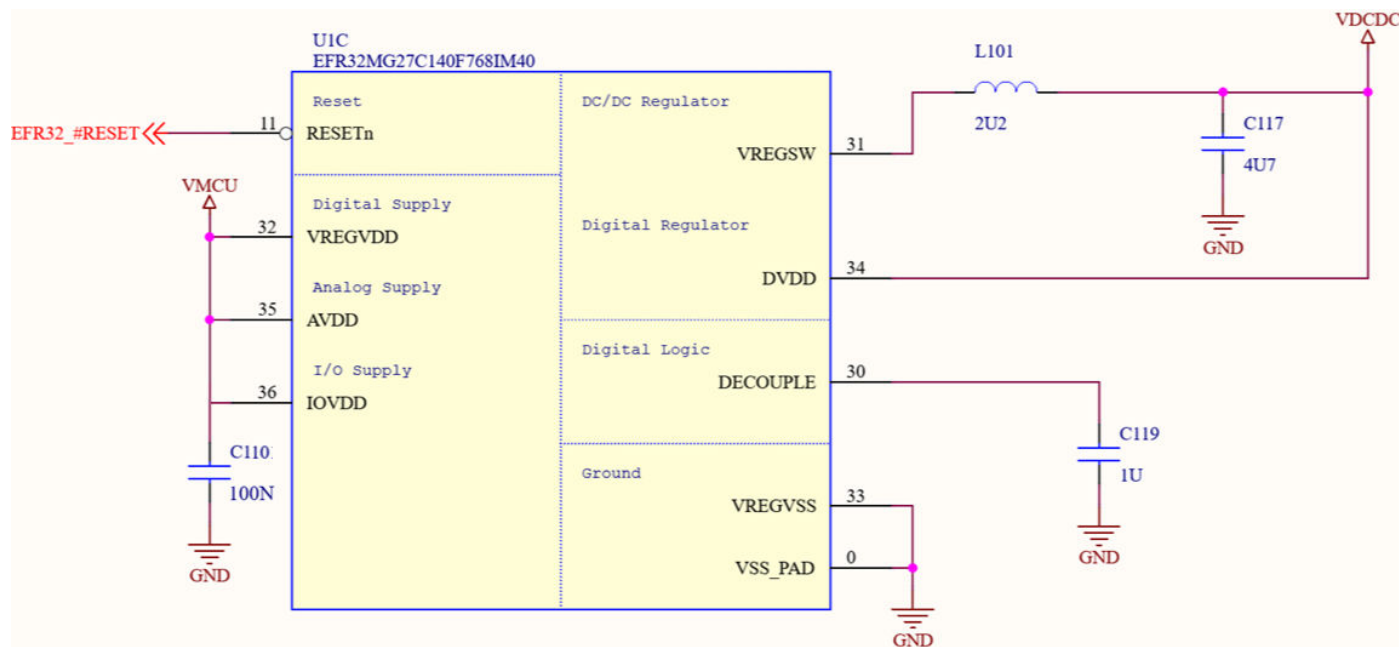 VDCDC
U1C
EFR32MG27C140F768IM40
L101
Reset
DC/DC Regulator
EFR32_#RESET
11
RESETn
2U2
C117
VREGSW
31
4U7
VMCU
Digital Supply
32
VREGVDD
Digital Regulator
GND
Analog Supply
DVDD
34
35
AVDD
Digital Logic
I/O Supply
DECOUPLE
30
36
IOVDD
C110
C119
Ground
1U
100N
VREGVSS
33
GND
VSS_PAD
0
GND
GND